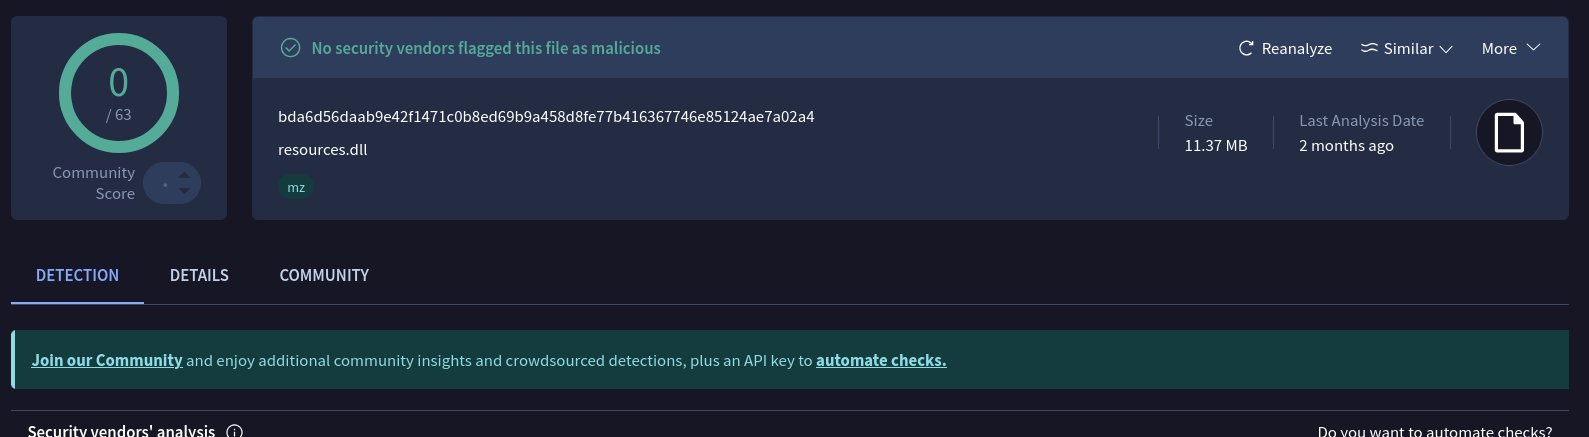 0
/ 63
Community
Score
No security vendors flagged this file as malicious
Reanalyze
Similar
More
bda6d56daab9e42f1471c0b8ed69b9a458d8fe77b416367746e85124ae7a02a4
resources.dll
mz
Size
11.37 MB
Last Analysis Date
2 months ago
DETECTION
DETAILS
COMMUNITY
Join our Community and enjoy additional community insights and crowdsourced detections, plus an API key to automate checks.
Security vendors' analysis
Do you want to automate checks?